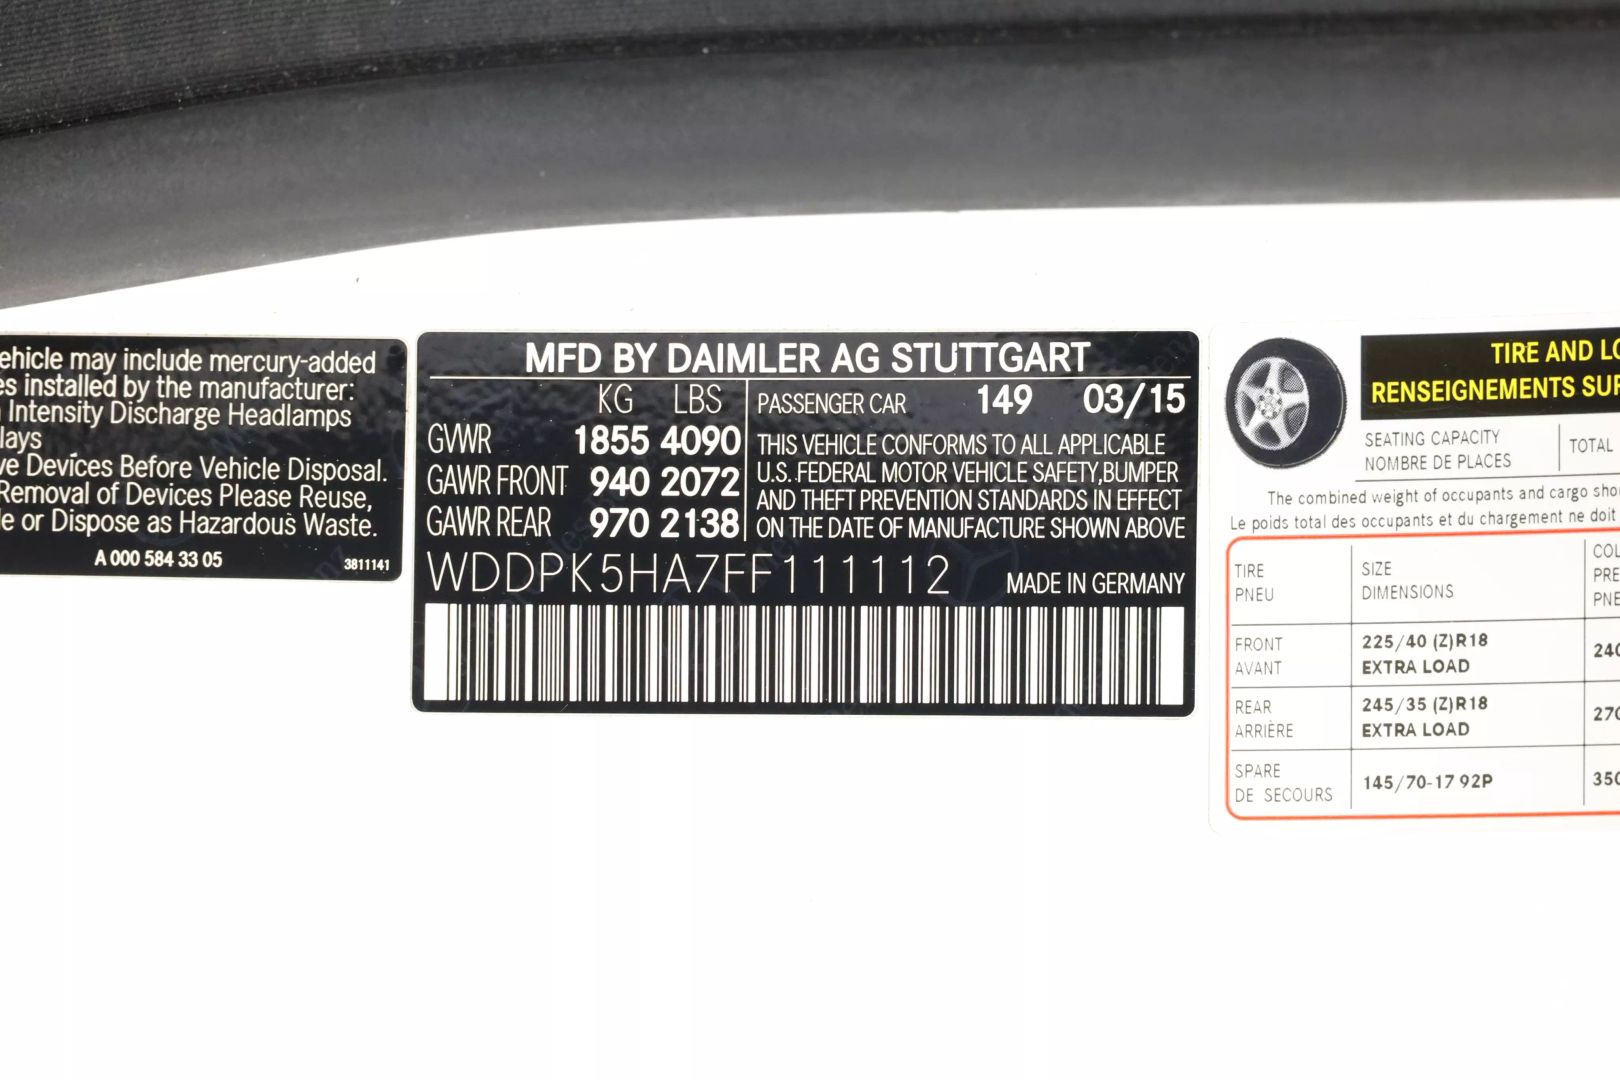 ehicle may include mercury-added
es installed by the manufacturer:
Intensity Discharge Headlamps
lays
ve Devices Before Vehicle Disposal.
Removal of Devices Please Reuse,
le or Dispose as Hazardous Waste.
A 000 584 33 05
3811141
MFD BY DAIMLER AG STUTTGART
KG LBS
GVWR 1855 4090
GAWR FRONT 940 2072
GAWR REAR 970 2138
PASSENGER CAR 149 03/15
THIS VEHICLE CONFORMS TO ALL APPLICABLE
U.S. FEDERAL MOTOR VEHICLE SAFETY, BUMPER
AND THEFT PREVENTION STANDARDS IN EFFECT
ON THE DATE OF MANUFACTURE SHOWN ABOVE
WDDPK5HA7FF111112 MADE IN GERMANY
TIRE AND LO
RENSEIGNEMENTS SUR
SEATING CAPACITY
NOMBRE DE PLACES
TOTAL
The combined weight of occupants and cargo shou
Le poids total des occupants et du chargement ne doit
TIRE
PNEU
SIZE
DIMENSIONS
COL
PRE
PNE
FRONT
AVANT
225/40 (Z)R18
EXTRA LOAD
240
REAR
ARRIÈRE
245/35 (Z)R18
EXTRA LOAD
270
SPARE
DE SECOURS
145/70-17 92P
350